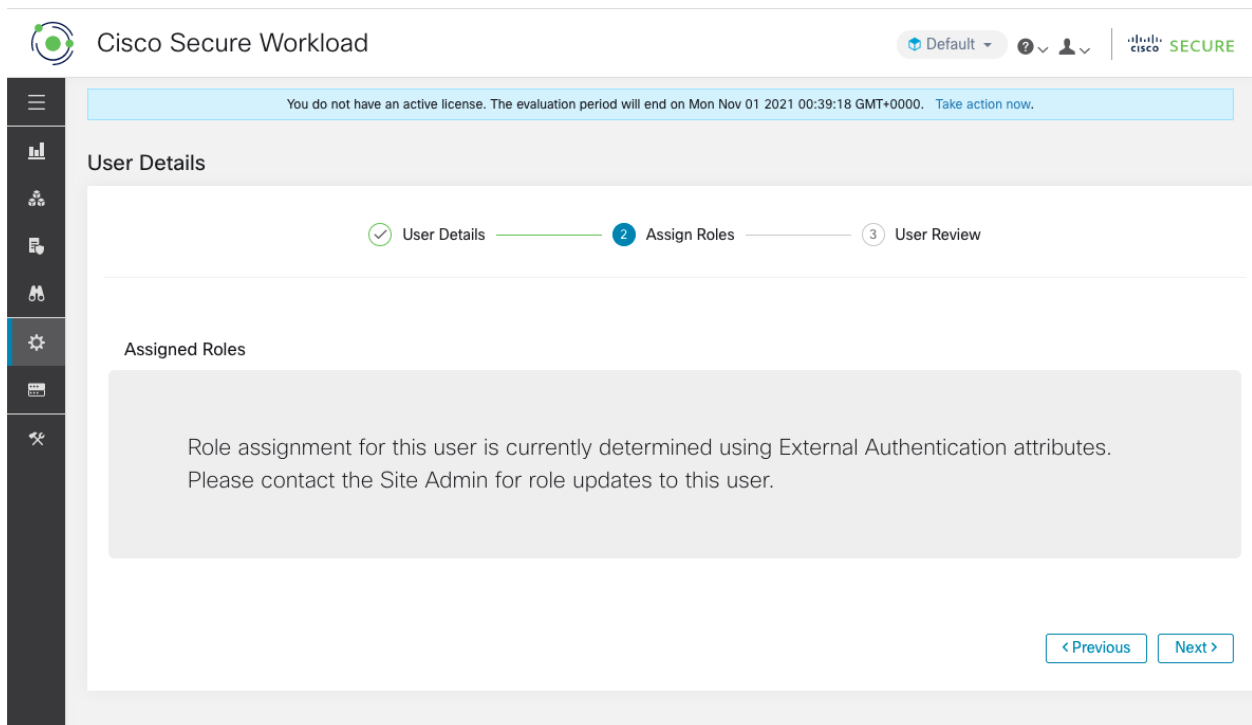 Cisco Secure Workload
Default
?
cisco SECURE
You do not have an active license. The evaluation period will end on Mon Nov 01 2021 00:39:18 GMT+0000. Take action now.
User Details
User Details
2 Assign Roles
3 User Review
Assigned Roles
Role assignment for this user is currently determined using External Authentication attributes.
Please contact the Site Admin for role updates to this user.
< Previous
Next >